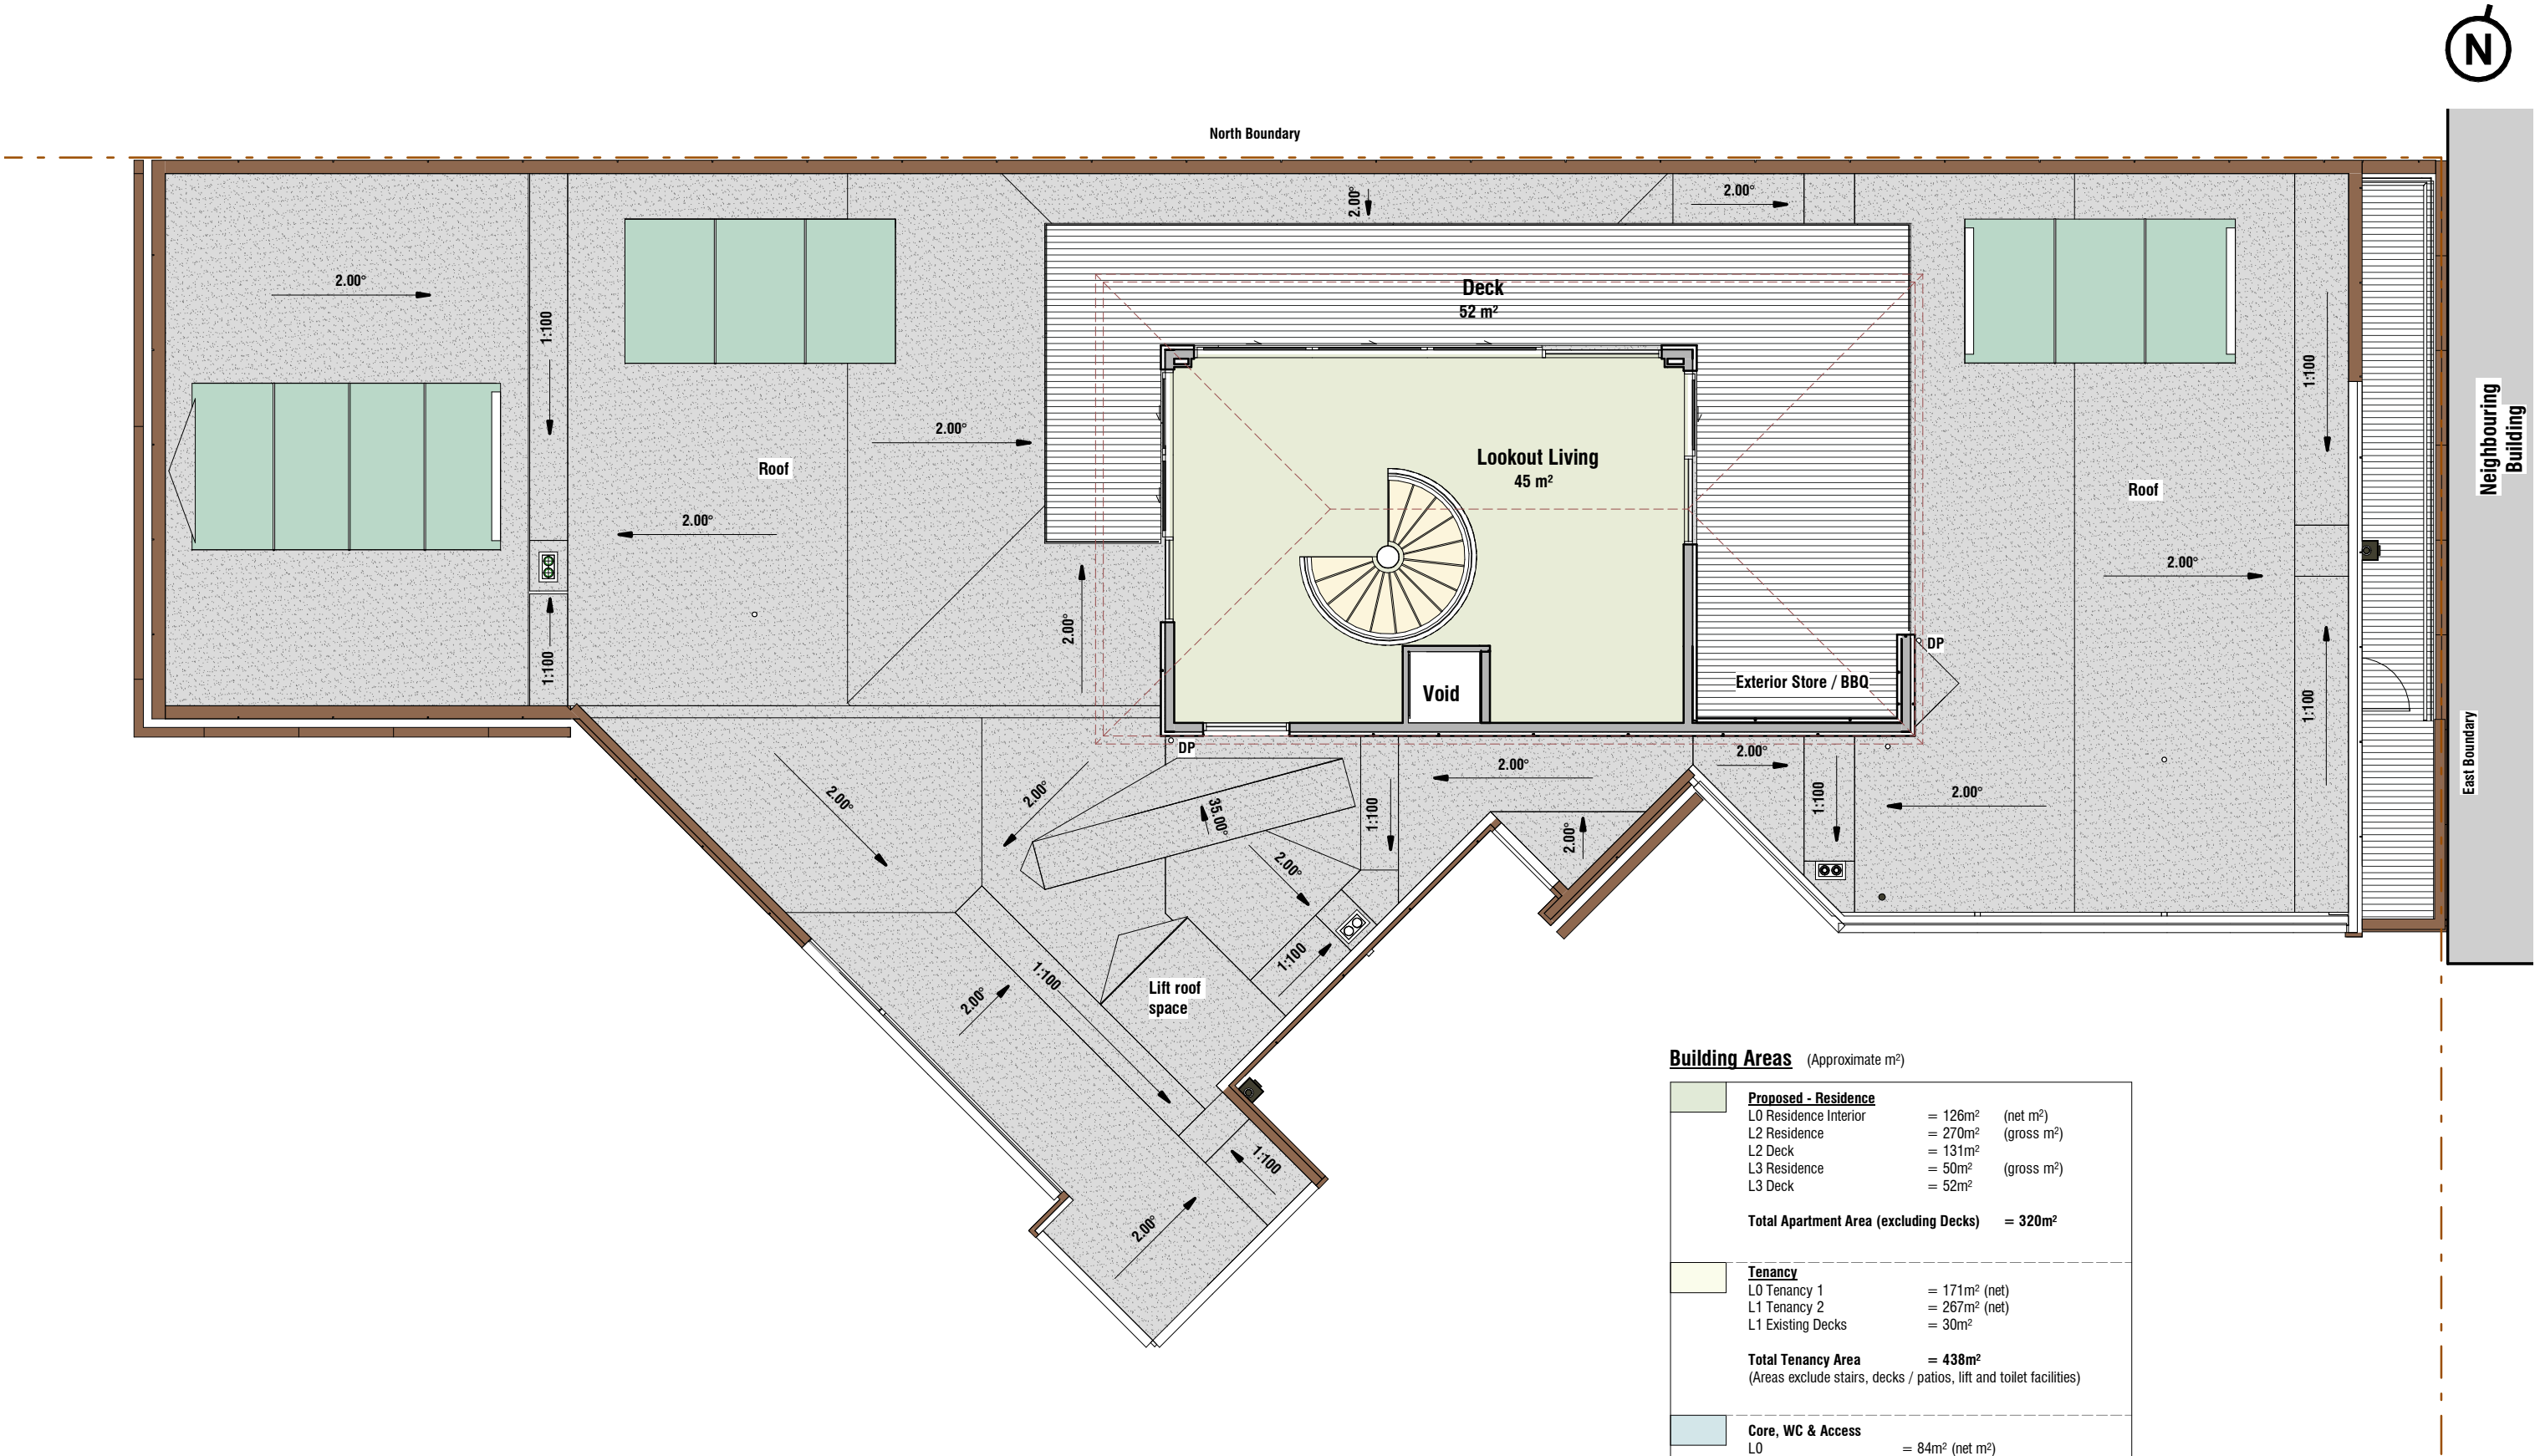 N
North Boundary
2.00°
2.00°
2.00°
Deck
52 m²
1:100
1:100
Neighbouring
Building
2.00°
Lookout Living
45 m²
Roof
Roof
2.00°
2.00°
2.00°
DP
1:100
Void
Exterior Store / BBQ
1:100
East Boundary
DP
2.00°
2.00°
2.00°
2.00°
2.00°
35.00°
1:100
2.00°
1:100
2.00°
2.00°
1:100
1:100
2.00°
Lift roof
space
1:100
2.00°
Building Areas (Approximate m²)
Proposed - Residence
L0 Residence Interior = 126m² (net m²)
L2 Residence = 270m² (gross m²)
L2 Deck = 131m²
L3 Residence = 50m² (gross m²)
L3 Deck = 52m²
Total Apartment Area (excluding Decks) = 320m²
Tenancy
L0 Tenancy 1 = 171m² (net)
L1 Tenancy 2 = 267m² (net)
L1 Existing Decks = 30m²
Total Tenancy Area = 438m²
(Areas exclude stairs, decks / patios, lift and toilet facilities)
Core, WC & Access
L0 = 84m² (net m²)